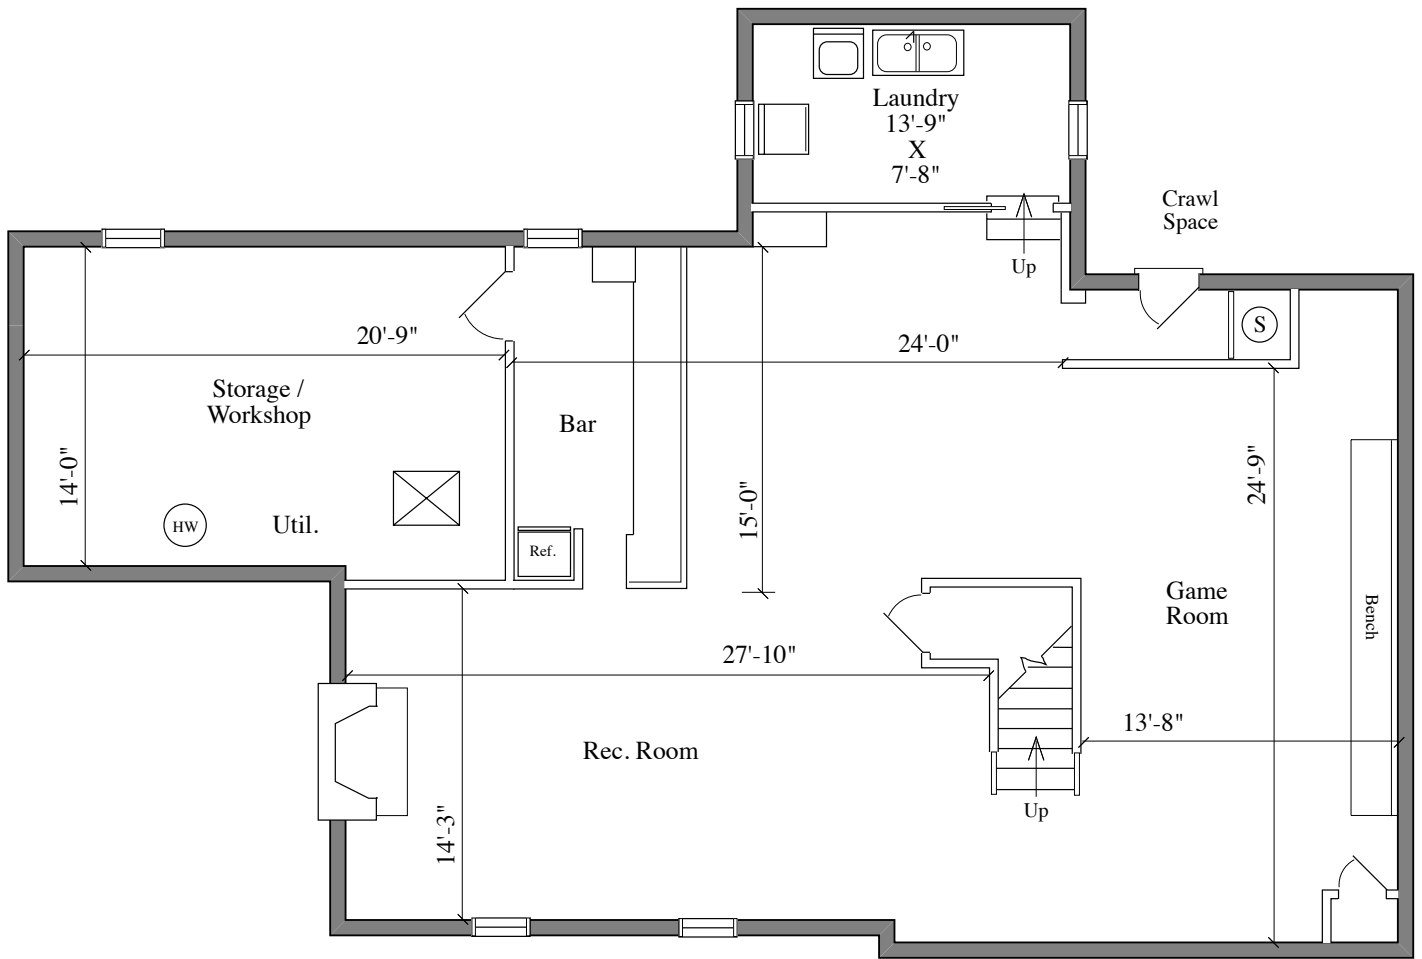 Laundry
13'-9"
X
7'-8"
Crawl
Space
Up
S
20'-9"
24'-0"
Storage /
Workshop
Bar
14'-0"
15'-0"
24'-9"
HW
Util.
Ref.
Game
Room
Bench
27'-10"
13'-8"
Rec. Room
14'-3"
Up